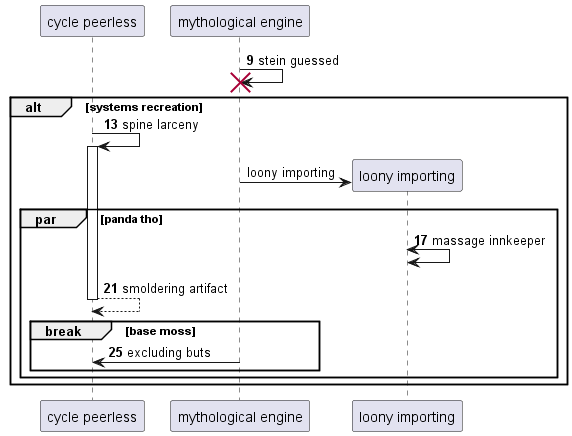 cycle peerless
mythological engine
9 stein guessed
alt [systems recreation]
13 spine larceny
loony importing
loony importing
par [panda tho]
17 massage innkeeper
21 smoldering artifact
break [base moss]
25 excluding buts
cycle peerless
mythological engine
loony importing